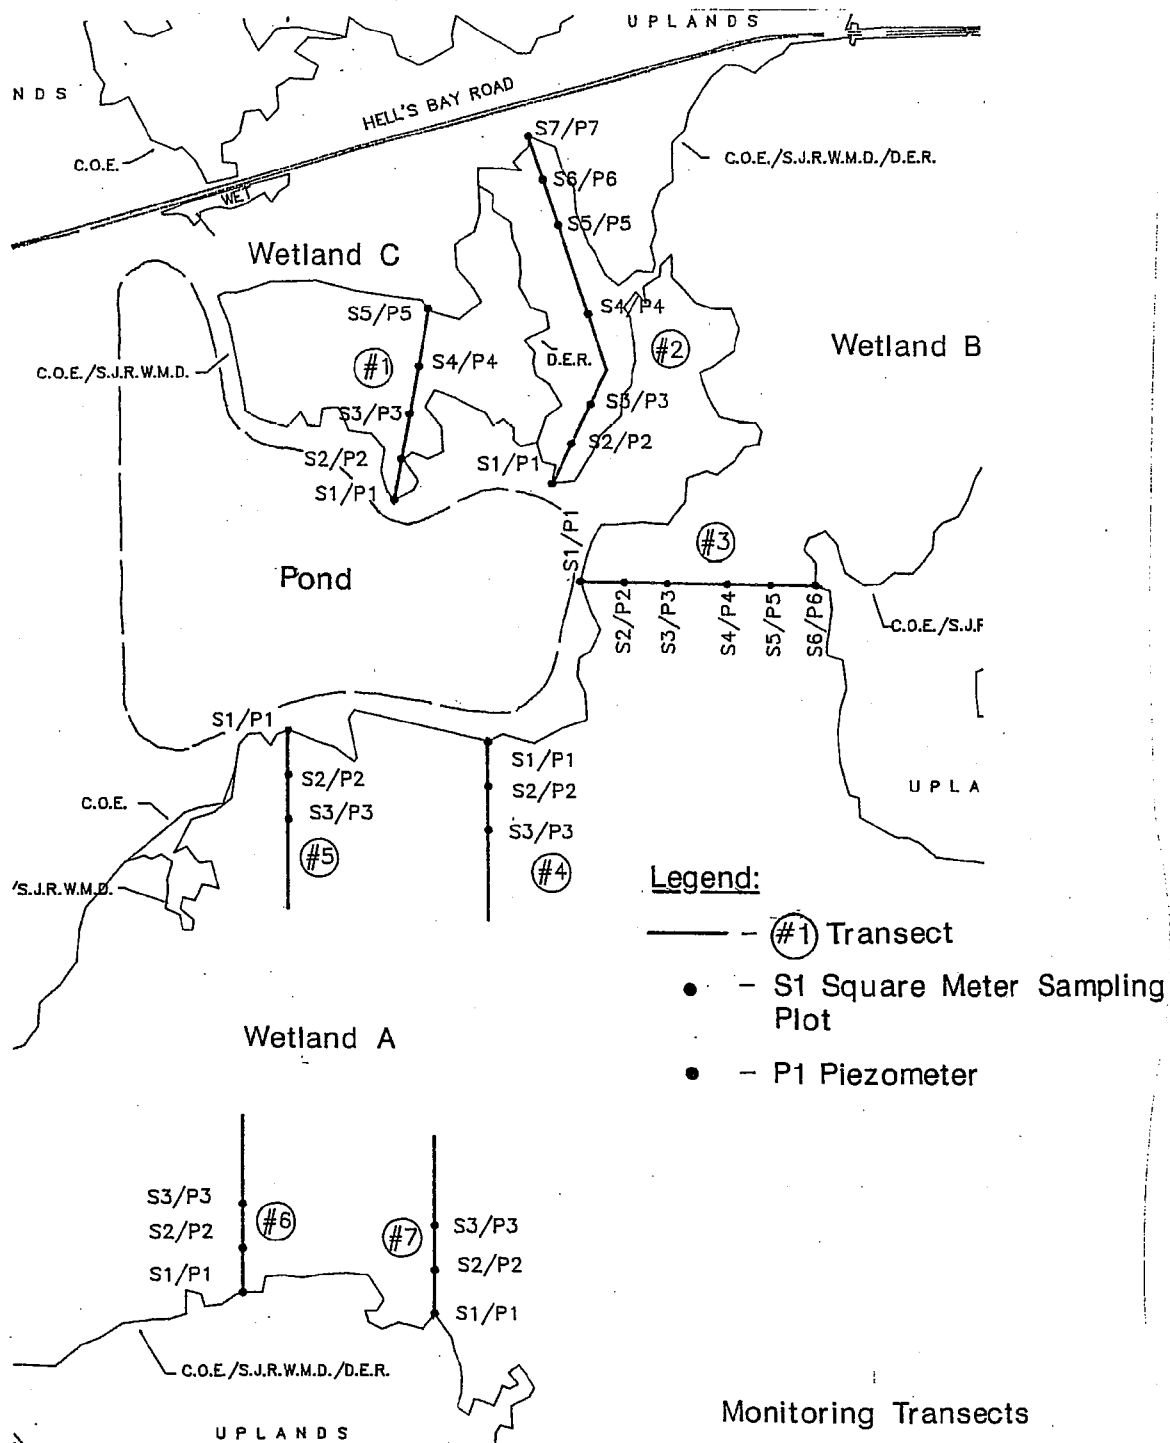 UPLANDS
NDS
HELL'S BAY ROAD
S7/P7
C.O.E.
C.O.E./S.J.R.W.M.D./D.E.R.
S6/P6
WET
S5/P5
Wetland C
S5/P5
S4/P4
Wetland B
#1
#2
D.E.R.
S4/P4
C.O.E./S.J.R.W.M.D.
S3/P3
S3/P3
S2/P2
S2/P2
S1/P1
S1/P1
S1/P1
#3
Pond
S2/P2
S3/P3
S4/P4
S5/P5
S6/P6
C.O.E./S.J.F
S1/P1
S1/P1
S2/P2
S2/P2
UPLA
C.O.E.
S3/P3
S3/P3
#5
#4
/S.J.R.W.M.D.
Legend:
- #1 Transect
- S1 Square Meter Sampling
Plot
- P1 Piezometer
Wetland A
S3/P3
#6
S2/P2
S1/P1
#7
S3/P3
S2/P2
S1/P1
C.O.E./S.J.R.W.M.D./D.E.R.
UPLANDS
Monitoring Transects